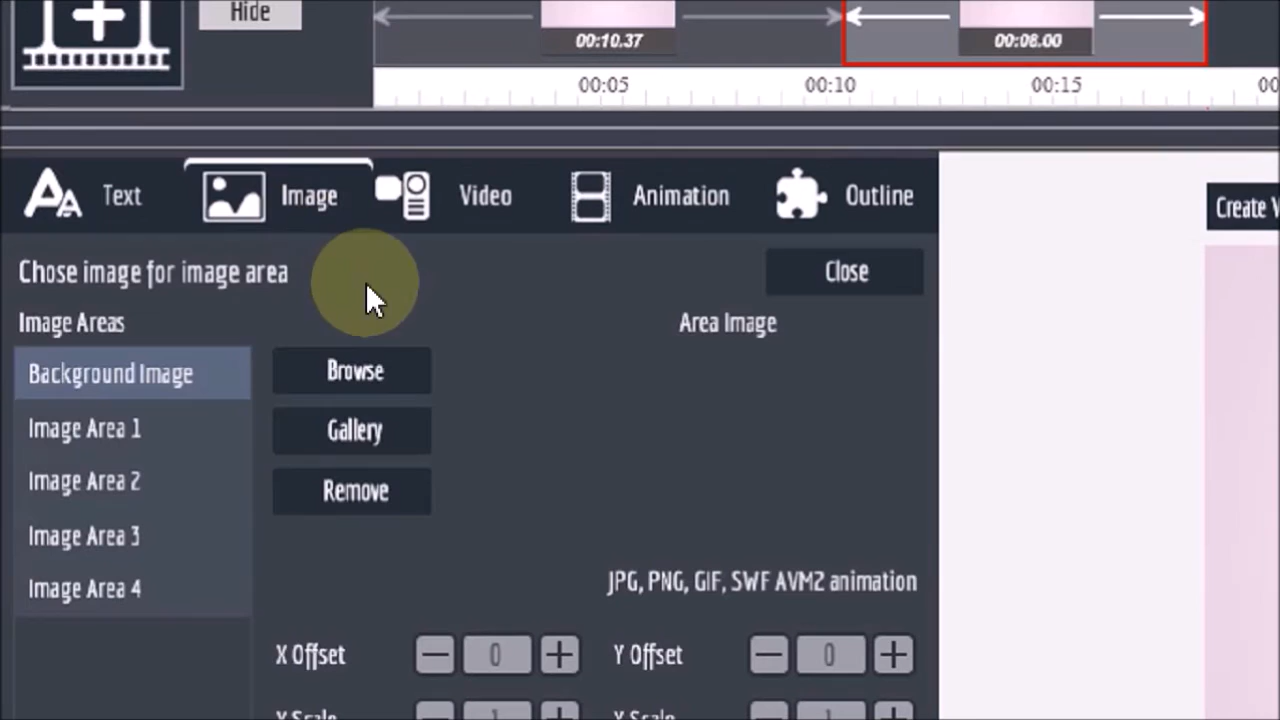 Hide
00:10.37
00:08.00
00:05
00:10
00:15
Text
Image
Video
Animation
Outline
Create
Chose image for image area
Close
Image Areas
Area Image
Background Image
Browse
Image Area 1
Gallery
Image Area 2
Remove
Image Area 3
Image Area 4
JPG, PNG, GIF, SWF AVM2 animation
X Offset
0
Y Offset
0